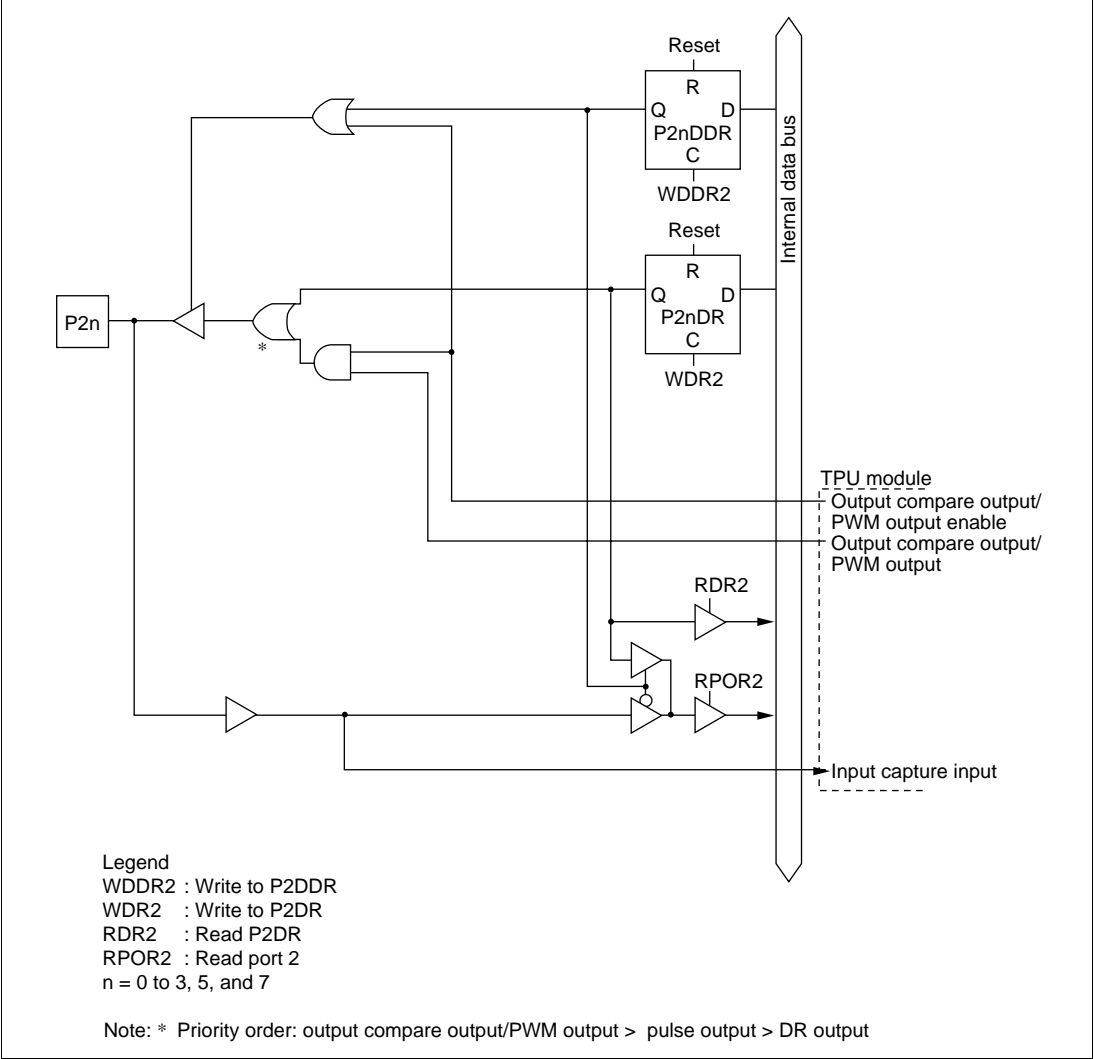 Reset
R
Q D
P2nDDR
C
WDDR2
Internal data bus
Reset
R
Q D
P2nDR
C
WDR2
P2n
*
TPU module
Output compare output/
PWM output enable
Output compare output/
PWM output
RDR2
RPOR2
Input capture input
Legend
WDDR2 : Write to P2DDR
WDR2 : Write to P2DR
RDR2 : Read P2DR
RPOR2 : Read port 2
n = 0 to 3, 5, and 7
Note: * Priority order: output compare output/PWM output > pulse output > DR output